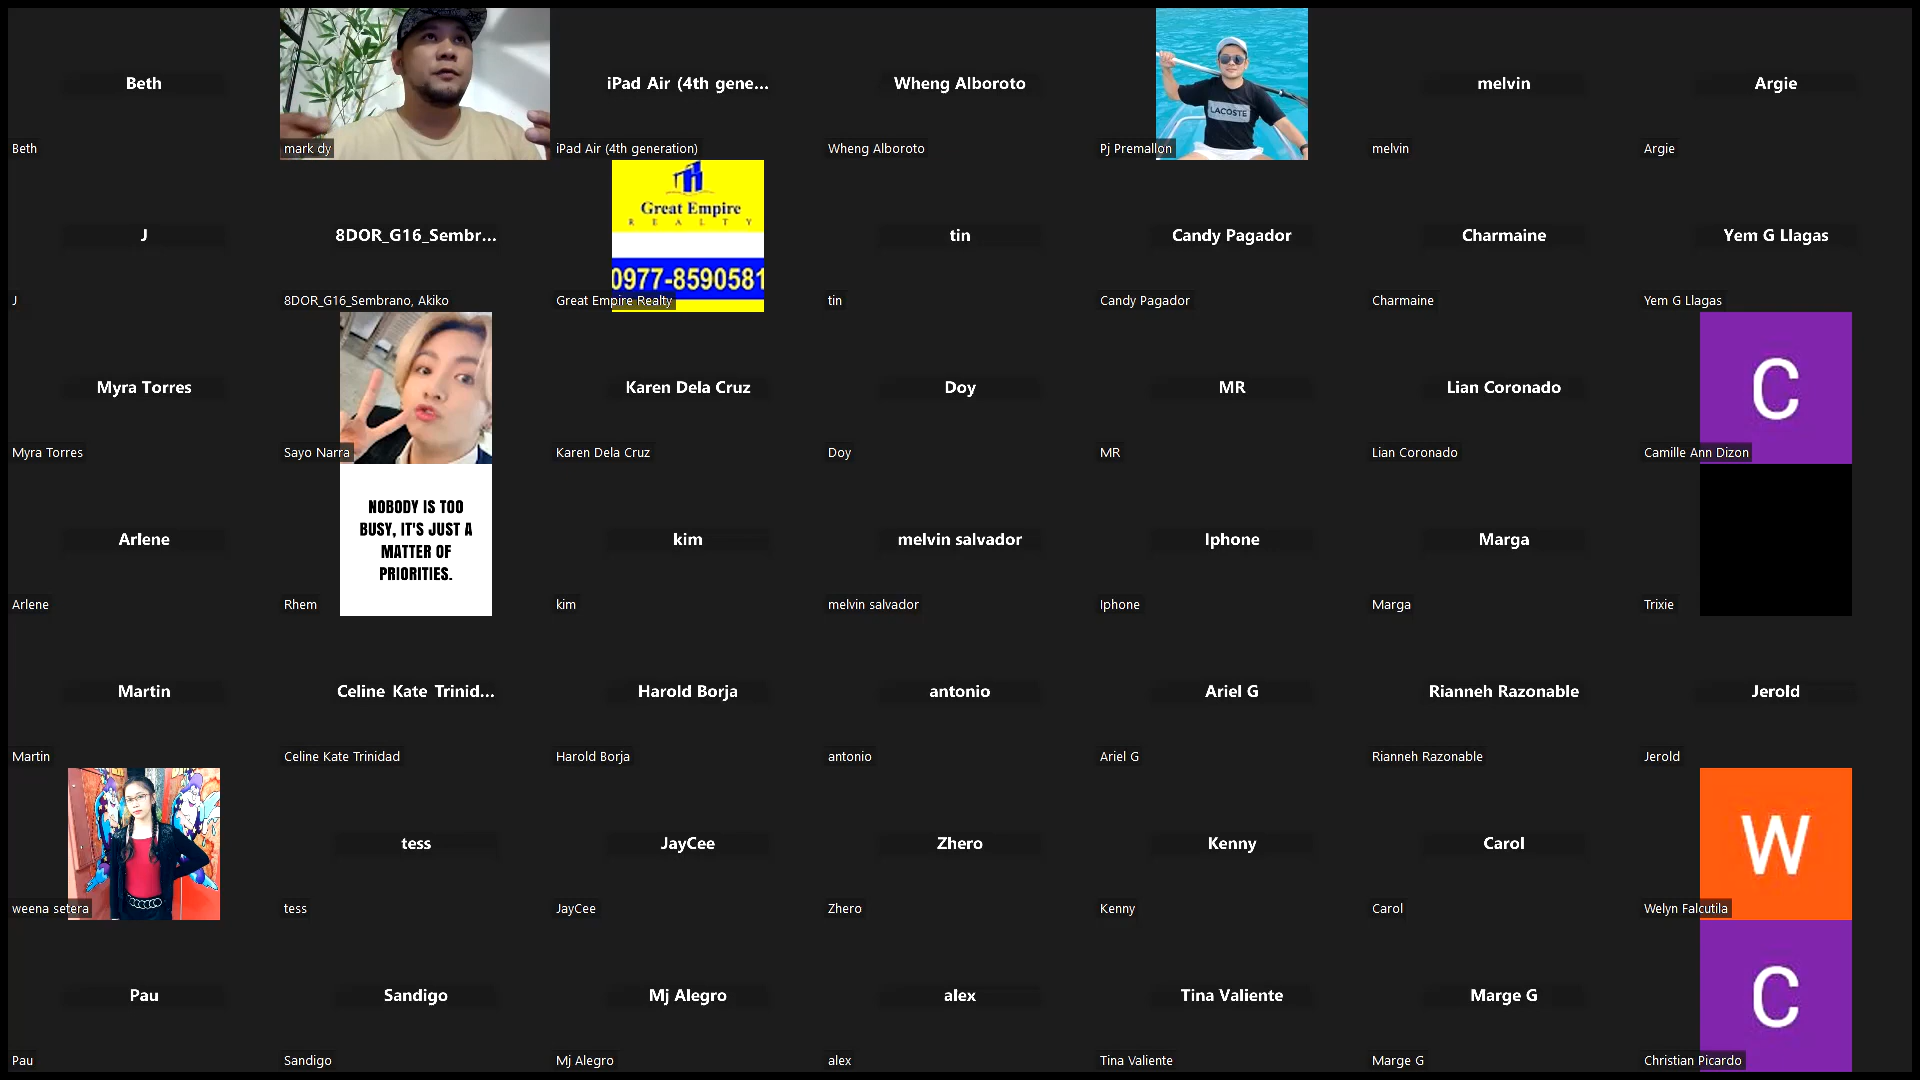 Beth
Beth
mark dy
iPad Air (4th gene...
iPad Air (4th generation)
Wheng Alboroto
Wheng Alboroto
LACOSTE
Pj Premallon
melvin
melvin
Argie
Argie
J
J
8DOR_G16_Sembr...
8DOR_G16_Sembrano, Akiko
Great Empire
REALTY
0977-8590581
Great Empire Realty
tin
tin
Candy Pagador
Candy Pagador
Charmaine
Charmaine
Yem G Llagas
Yem G Llagas
Myra Torres
Myra Torres
Sayo Narra
Karen Dela Cruz
Karen Dela Cruz
Doy
Doy
MR
MR
Lian Coronado
Lian Coronado
C
Camille Ann Dizon
Arlene
Arlene
NOBODY IS TOO
BUSY, IT'S JUST A
MATTER OF
PRIORITIES.
Rhem
kim
kim
melvin salvador
melvin salvador
Iphone
Iphone
Marga
Marga
Trixie
Martin
Martin
Celine Kate Trinid...
Celine Kate Trinidad
Harold Borja
Harold Borja
antonio
antonio
Ariel G
Ariel G
Rianneh Razonable
Rianneh Razonable
Jerold
Jerold
weena setera
tess
tess
JayCee
JayCee
Zhero
Zhero
Kenny
Kenny
Carol
Carol
W
Welyn Falcutila
Pau
Pau
Sandigo
Sandigo
Mj Alegro
Mj Alegro
alex
alex
Tina Valiente
Tina Valiente
Marge G
Marge G
C
Christian Picardo